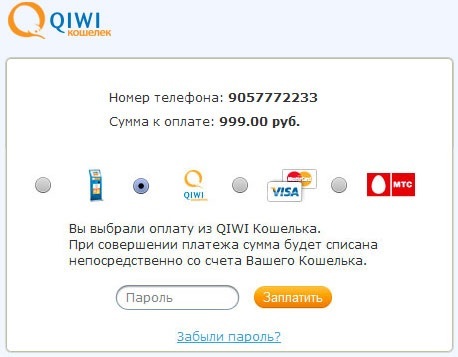 QIWI
кошелек
Номер телефона: 9057772233
Сумма к оплате: 999.00 руб.
QIWI MasterCard VISA МТС
Вы выбрали оплату из QIWI Кошелька.
При совершении платежа сумма будет списана
непосредственно со счета Вашего Кошелька.
Пароль Заплатить
Забыли пароль?